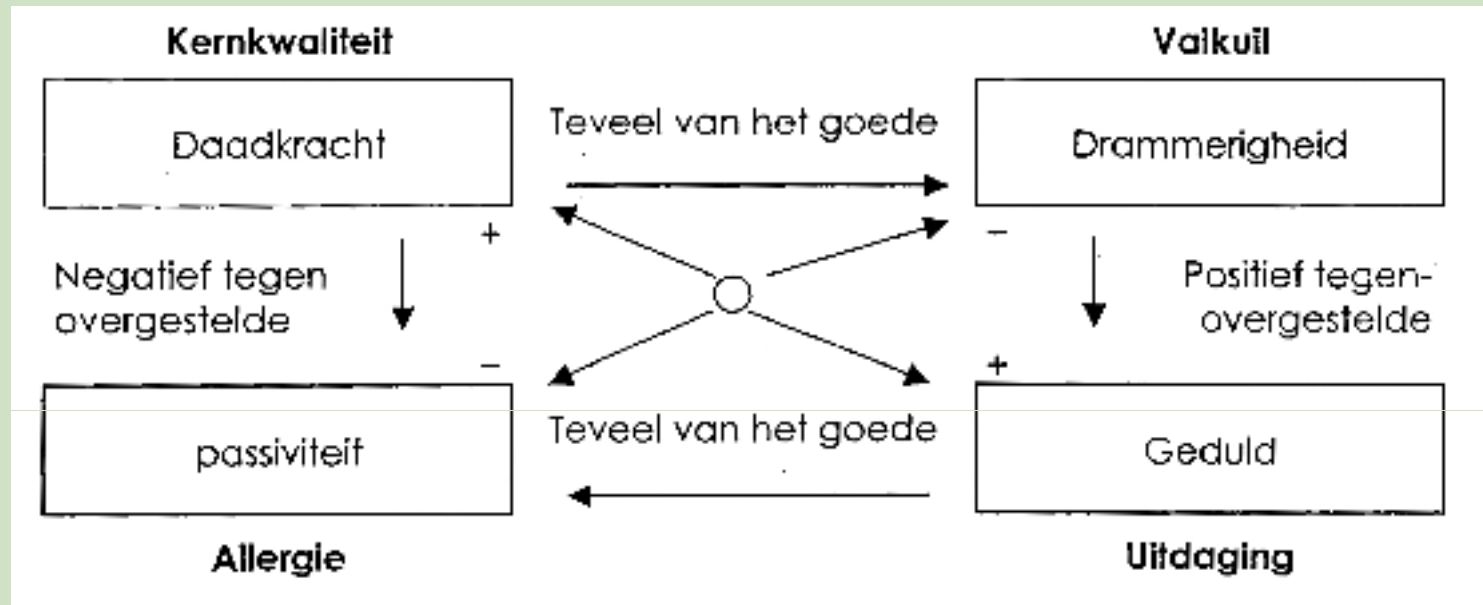 Kernkwaliteit
Valkuil
Daadkracht
Teveel van het goede
Drammerigheid
+
–
Negatief tegen
overgestelde
Positief tegen-
overgestelde
–
+
passiviteit
Teveel van het goede
Geduld
Allergie
Uitdaging